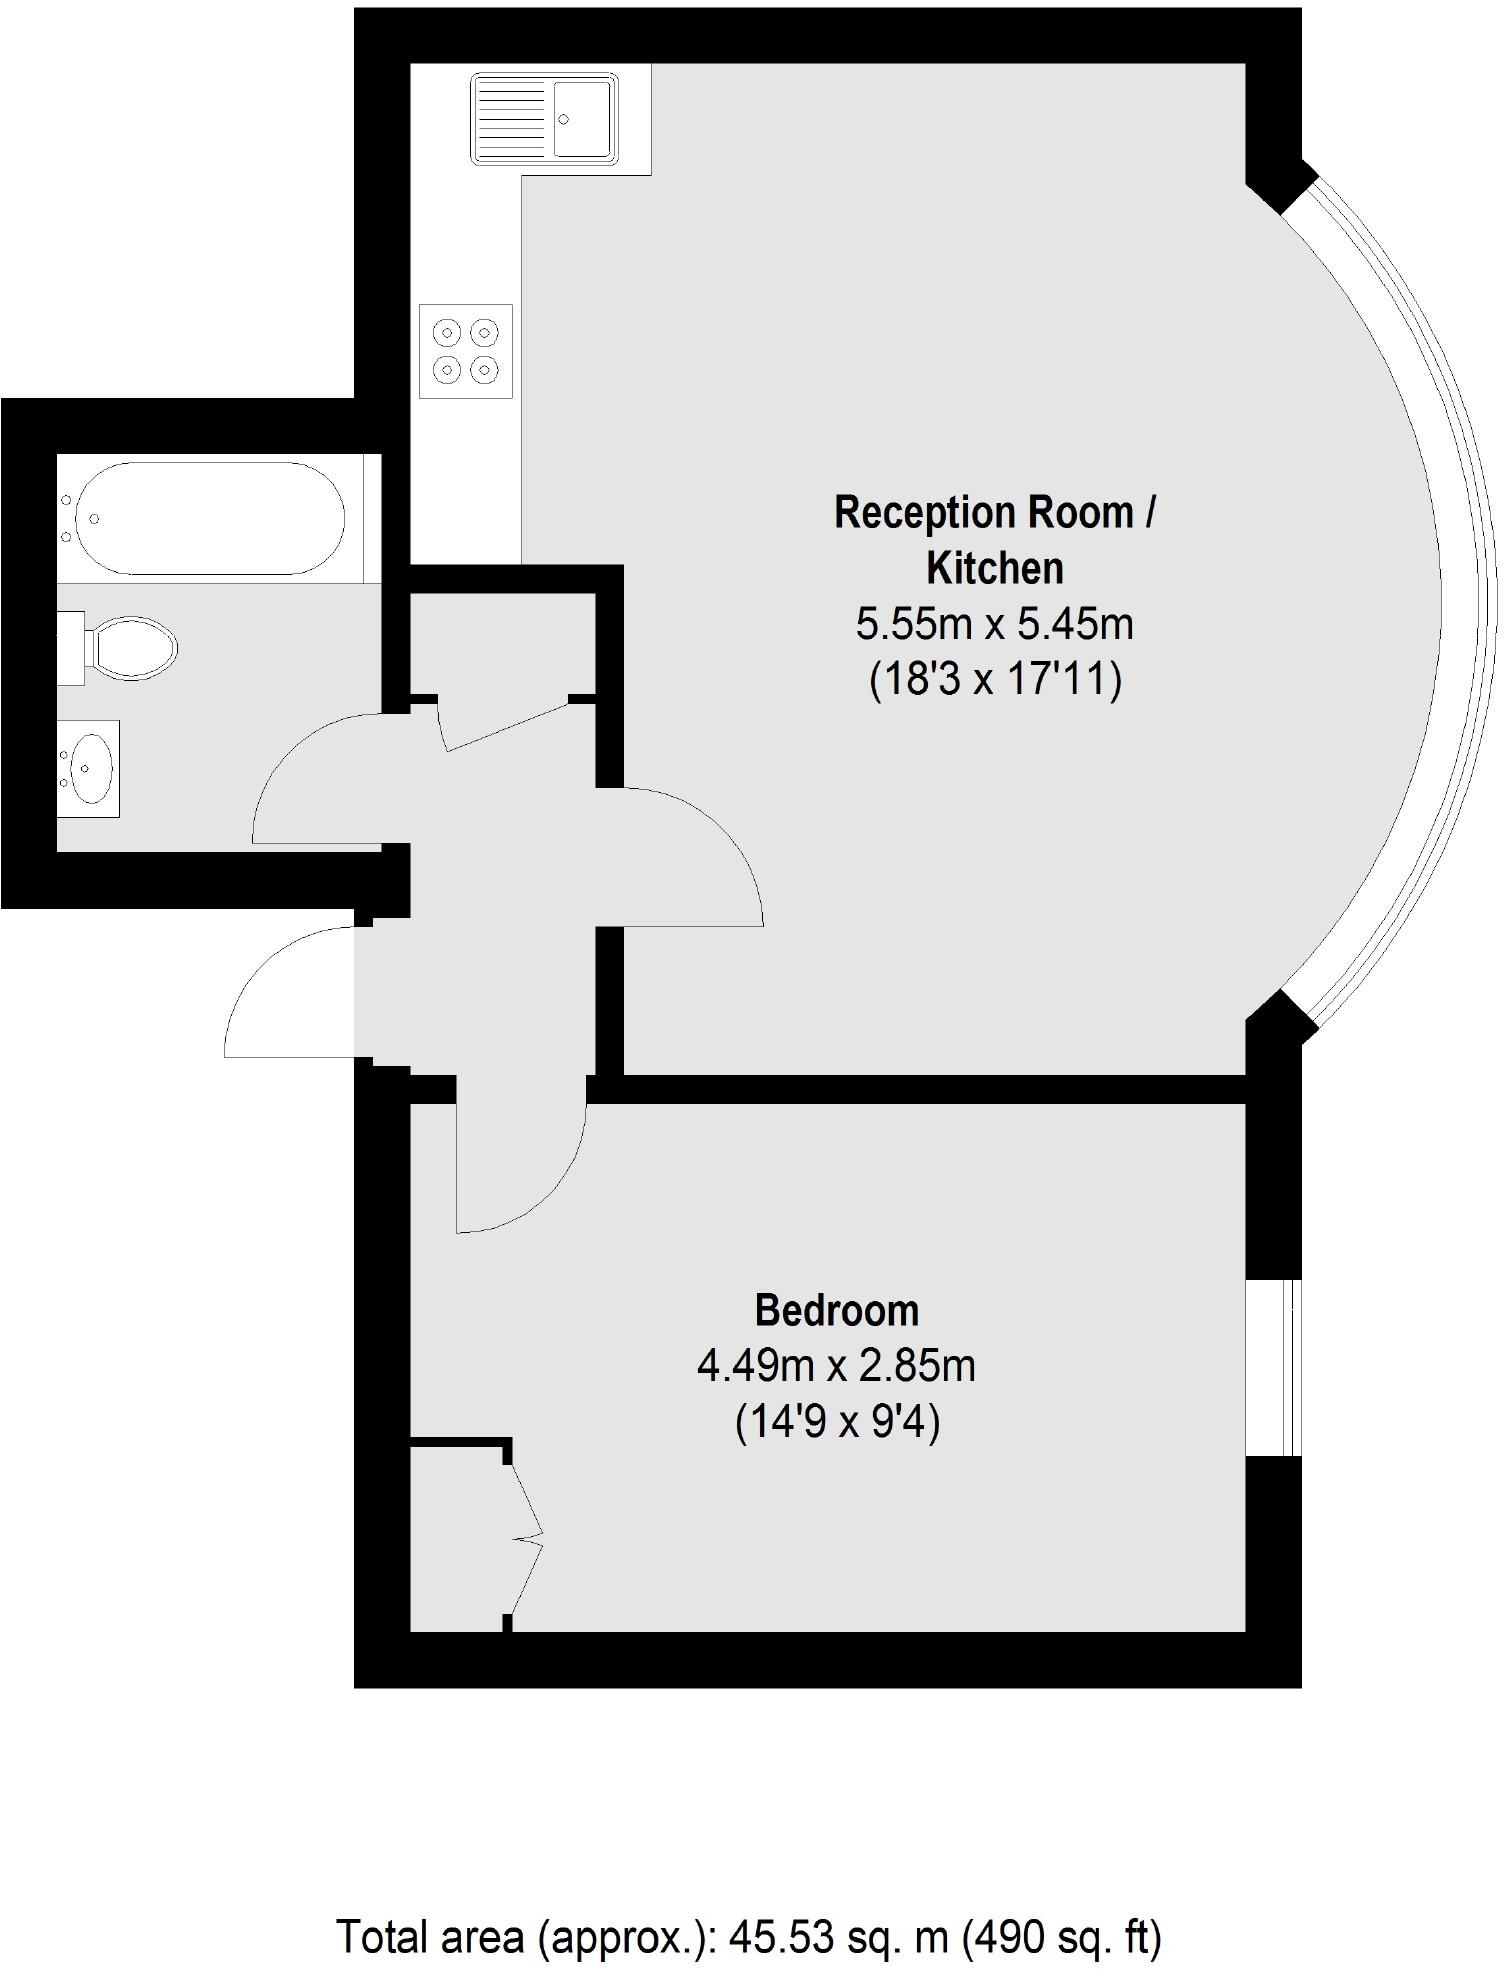 Reception Room /
Kitchen
5.55m x 5.45m
(18'3 x 17'11)
Bedroom
4.49m x 2.85m
(14'9 x 9'4)
Total area (approx.): 45.53 sq. m (490 sq. ft)